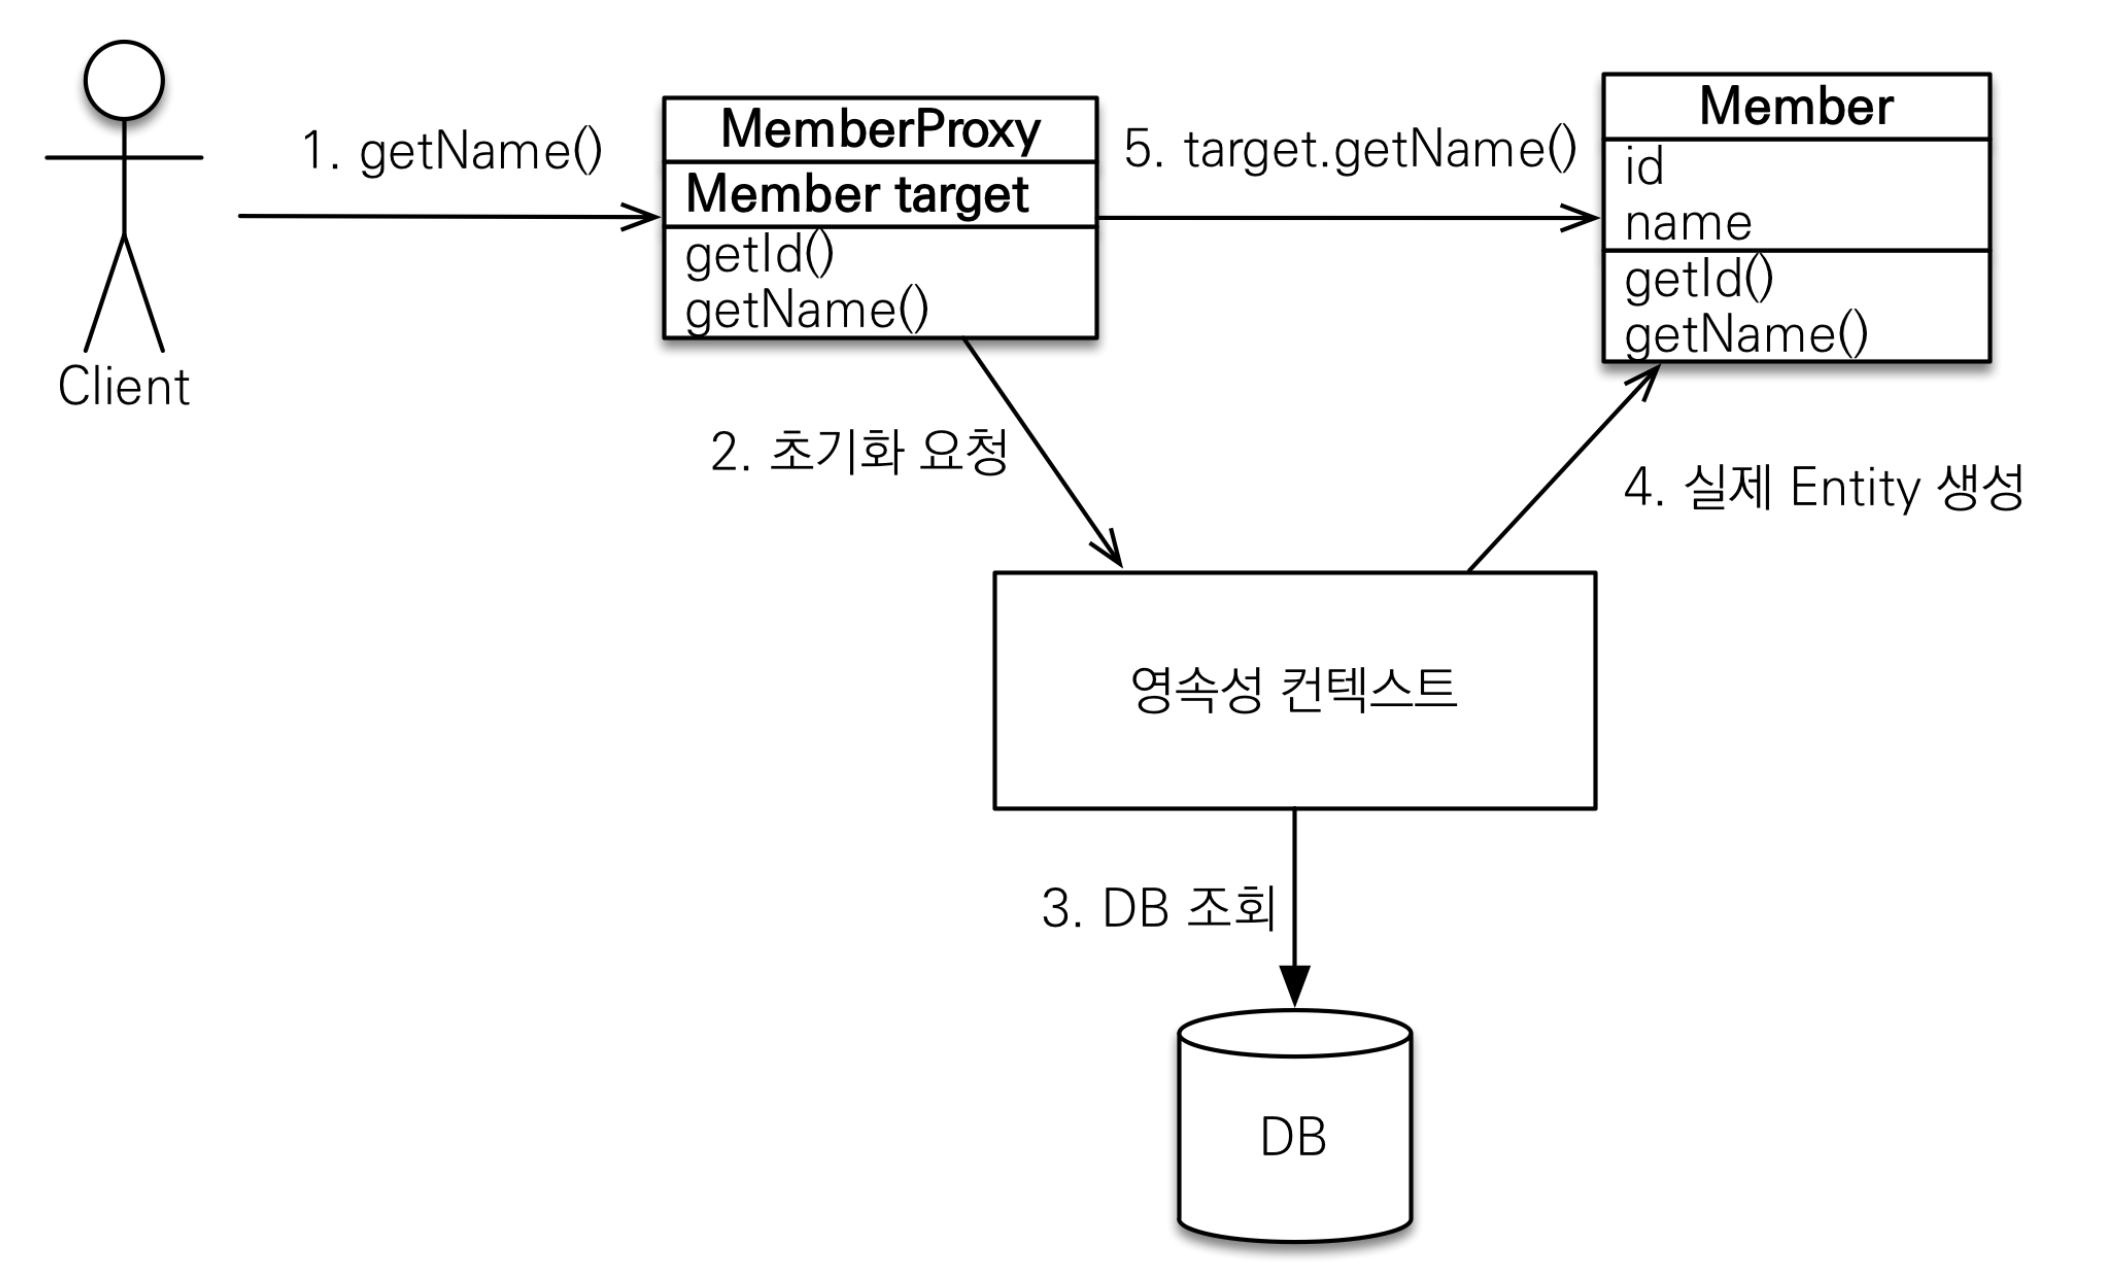 Client
1. getName()
MemberProxy
Member target
getId()
getName()
5. target.getName()
Member
id
name
getId()
getName()
2. 초기화 요청
4. 실제 Entity 생성
영속성 컨텍스트
3. DB 조회
DB